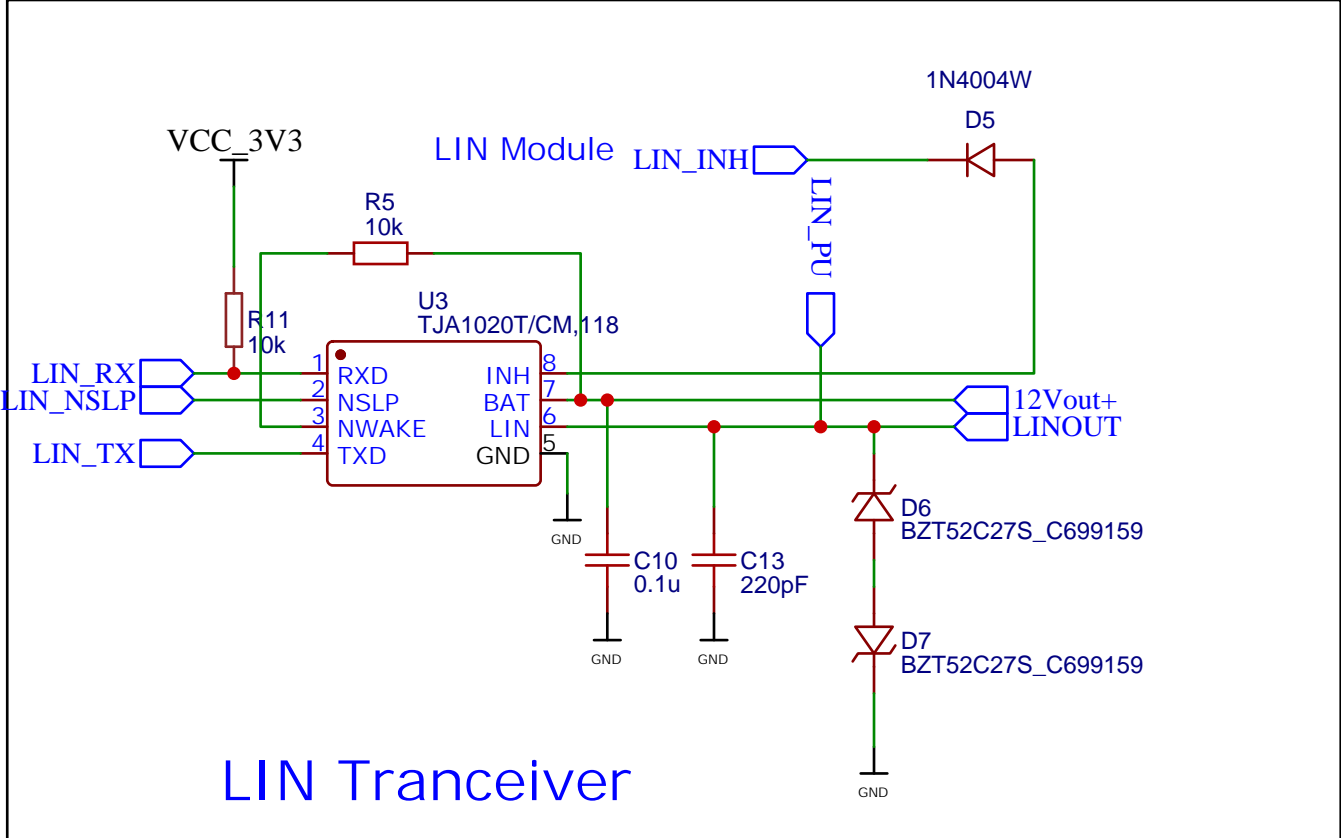 1N4004W
D5
VCC_3V3
LIN Module
LIN_INH
LIN_PU
R5
10k
U3
TJA1020T/CM,118
R11
10k
LIN_RX
LIN_NSLP
LIN_TX
1
2
3
4
RXD
NSLP
NWAKE
TXD
INH
BAT
LIN
GND
8
7
6
5
12Vout+
LINOUT
GND
C10
0.1u
C13
220pF
D6
BZT52C27S_C699159
GND
GND
D7
BZT52C27S_C699159
GND
LIN Tranceiver